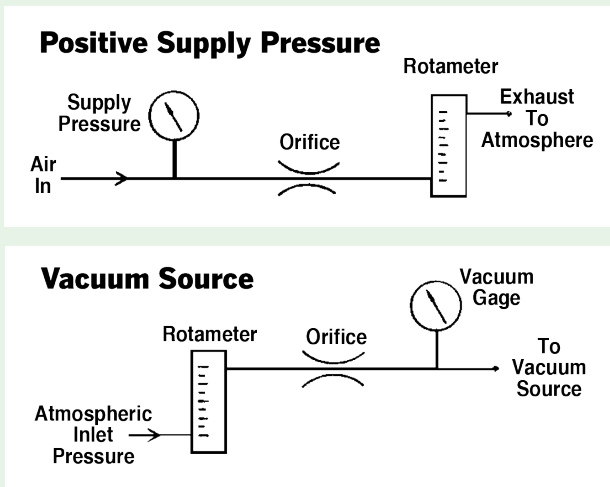 Positive Supply Pressure
Rotameter
Supply
Pressure
Exhaust
To
Atmosphere
Orifice
Air
In
Vacuum Source
Vacuum
Gage
Rotameter
Orifice
To
Vacuum
Source
Atmospheric
Inlet
Pressure